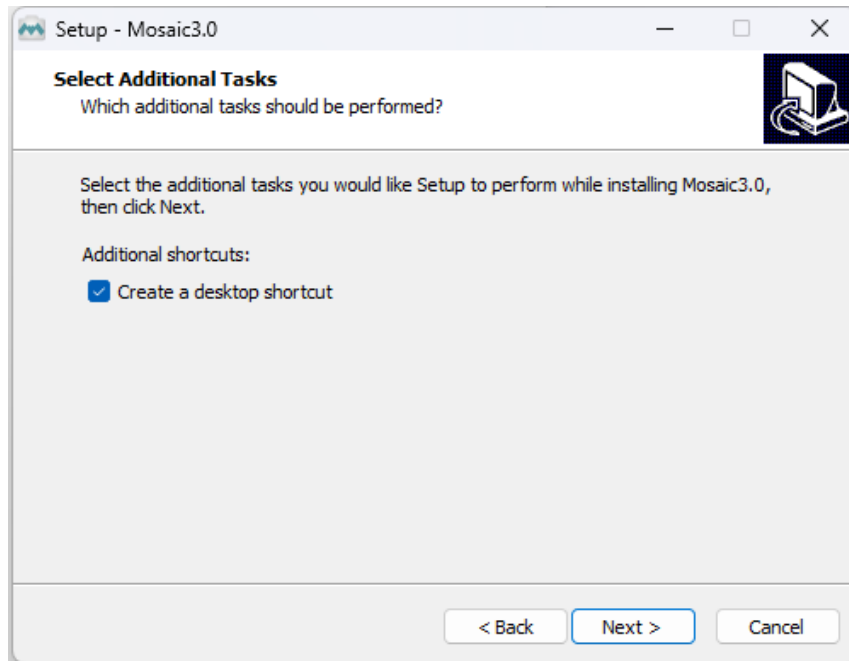 Setup - Mosaic3.0
Select Additional Tasks
Which additional tasks should be performed?
Select the additional tasks you would like Setup to perform while installing Mosaic3.0,
then click Next.
Additional shortcuts:
Create a desktop shortcut
< Back
Next >
Cancel